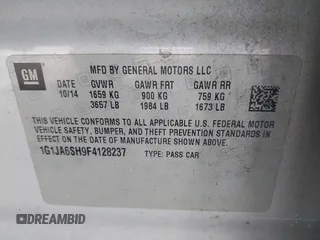 GM
MFD BY GENERAL MOTORS LLC
DATE GVWR GAWR FRT GAWR RR
10/14 1659 KG 900 KG 759 KG
3657 LB 1984 LB 1673 LB
THIS VEHICLE CONFORMS TO ALL APPLICABLE U.S. FEDERAL MOTOR
VEHICLE SAFETY, BUMPER, AND THEFT PREVENTION STANDARDS
IN EFFECT ON THE DATE OF MANUFACTURE SHOWN ABOVE.
1G1JA6SH9F4128237 TYPE: PASS CAR
AUTOBIDMASTER